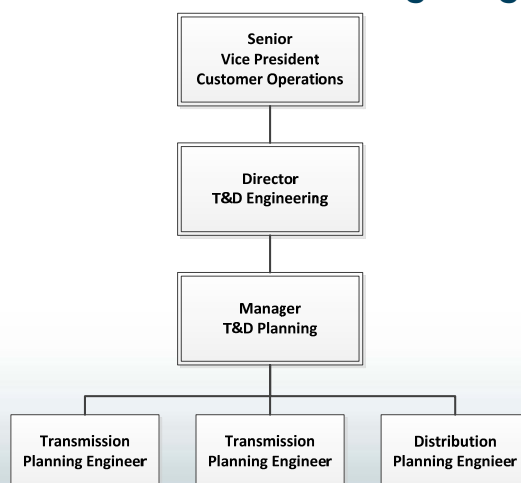 Senior
Vice President
Customer Operations
Director
T&D Engineering
Manager
T&D Planning
Transmission
Planning Engineer
Transmission
Planning Engineer
Distribution
Planning Engnieer